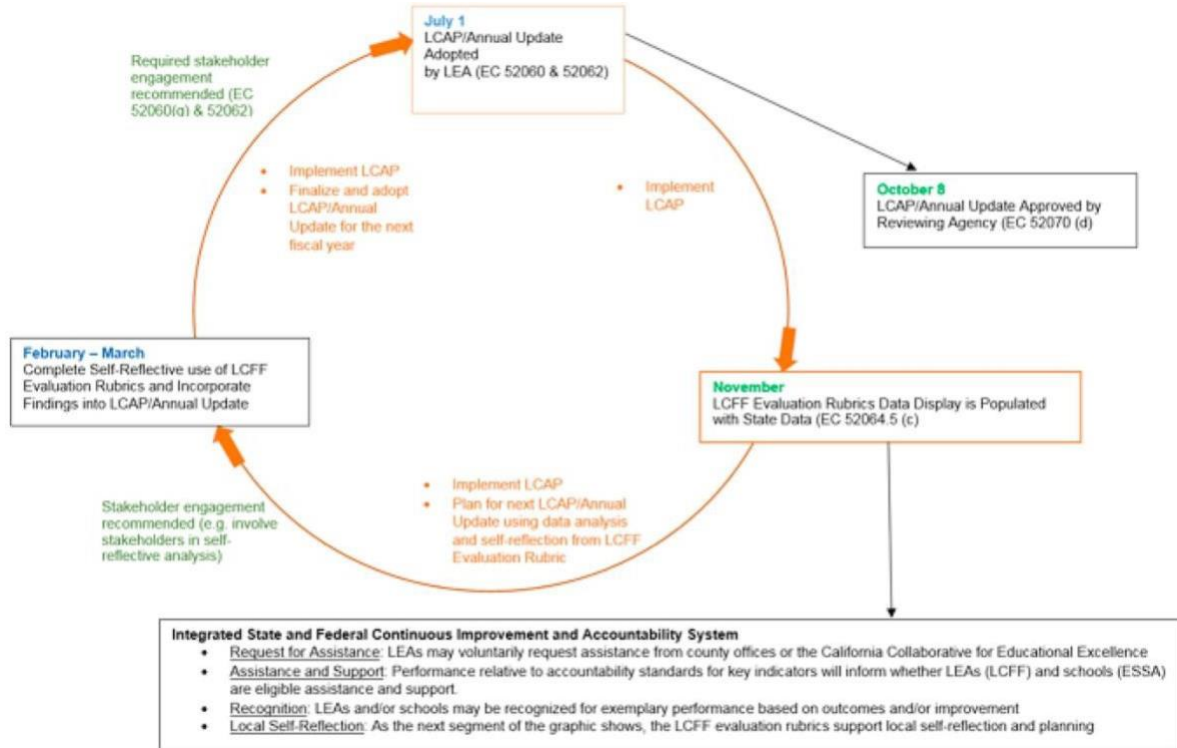 July 1
LCAP/Annual Update
Adopted
by LEA (EC 52060 & 52062)
Required stakeholder
engagement
recommended (EC
52060(g) & 52062)
• Implement LCAP
• Finalize and adopt
LCAP/Annual
Update for the next
fiscal year
• Implement
LCAP
October 8
LCAP/Annual Update Approved by
Reviewing Agency (EC 52070 (d)
February – March
Complete Self-Reflective use of LCFF
Evaluation Rubrics and Incorporate
Findings into LCAP/Annual Update
November
LCFF Evaluation Rubrics Data Display is Populated
with State Data (EC 52064.5 (c)
Stakeholder engagement
recommended (e.g. involve
stakeholders in self-
reflective analysis)
• Implement LCAP
• Plan for next LCAP/Annual
Update using data analysis
and self-reflection from LCFF
Evaluation Rubric
Integrated State and Federal Continuous Improvement and Accountability System
• Request for Assistance: LEAs may voluntarily request assistance from county offices or the California Collaborative for Educational Excellence
• Assistance and Support: Performance relative to accountability standards for key indicators will inform whether LEAs (LCFF) and schools (ESSA)
are eligible assistance and support.
• Recognition: LEAs and/or schools may be recognized for exemplary performance based on outcomes and/or improvement
• Local Self-Reflection: As the next segment of the graphic shows, the LCFF evaluation rubrics support local self-reflection and planning